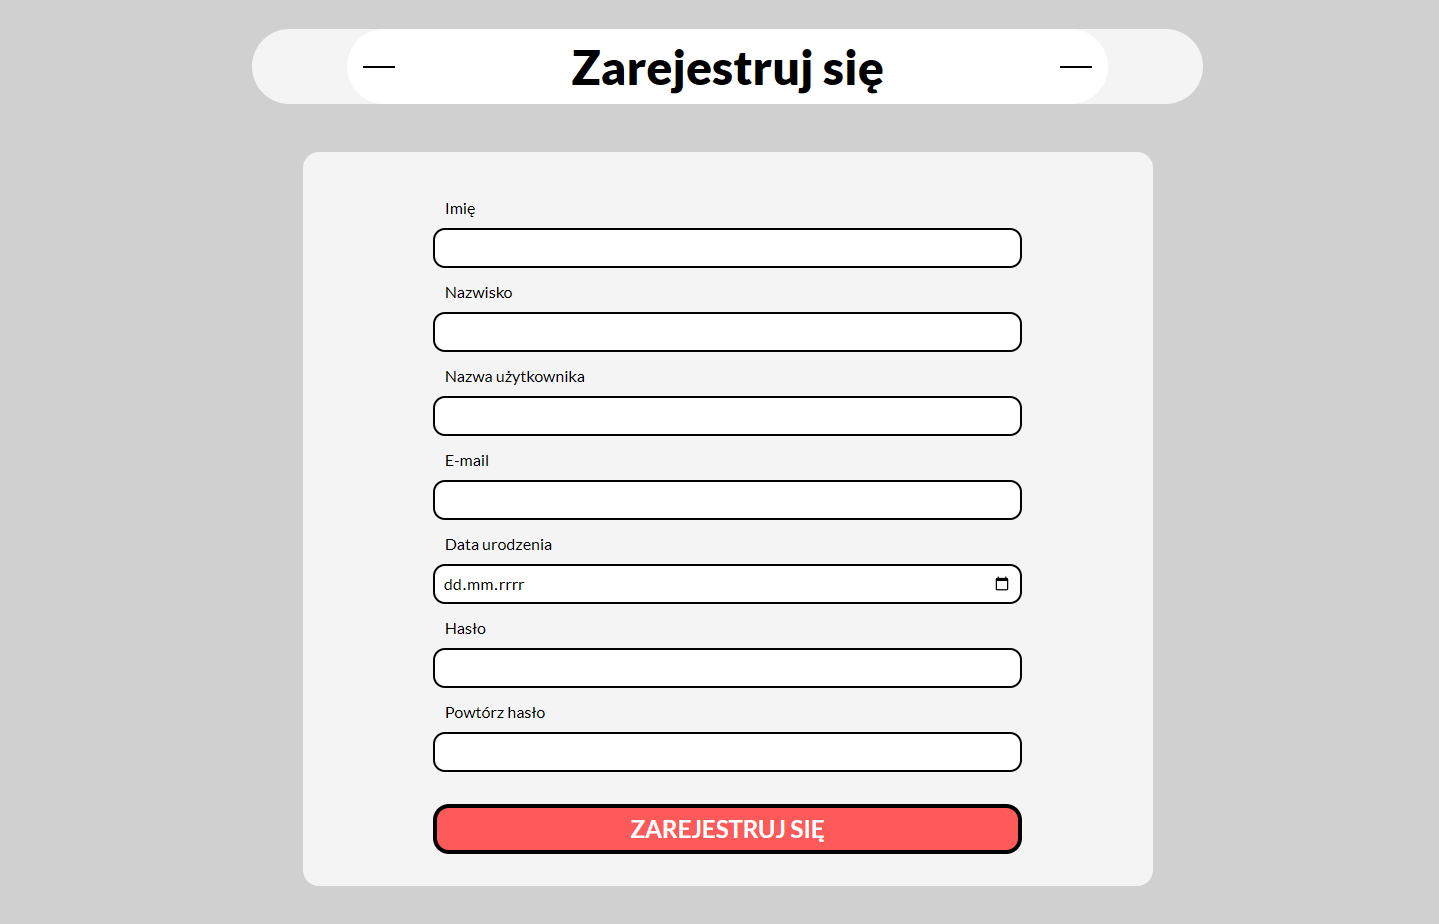 Zarejestruj się
Imię
Nazwisko
Nazwa użytkownika
E-mail
Data urodzenia
dd.mm.rrrr
Hasło
Powtórz hasło
ZAREJESTRUJ SIĘ